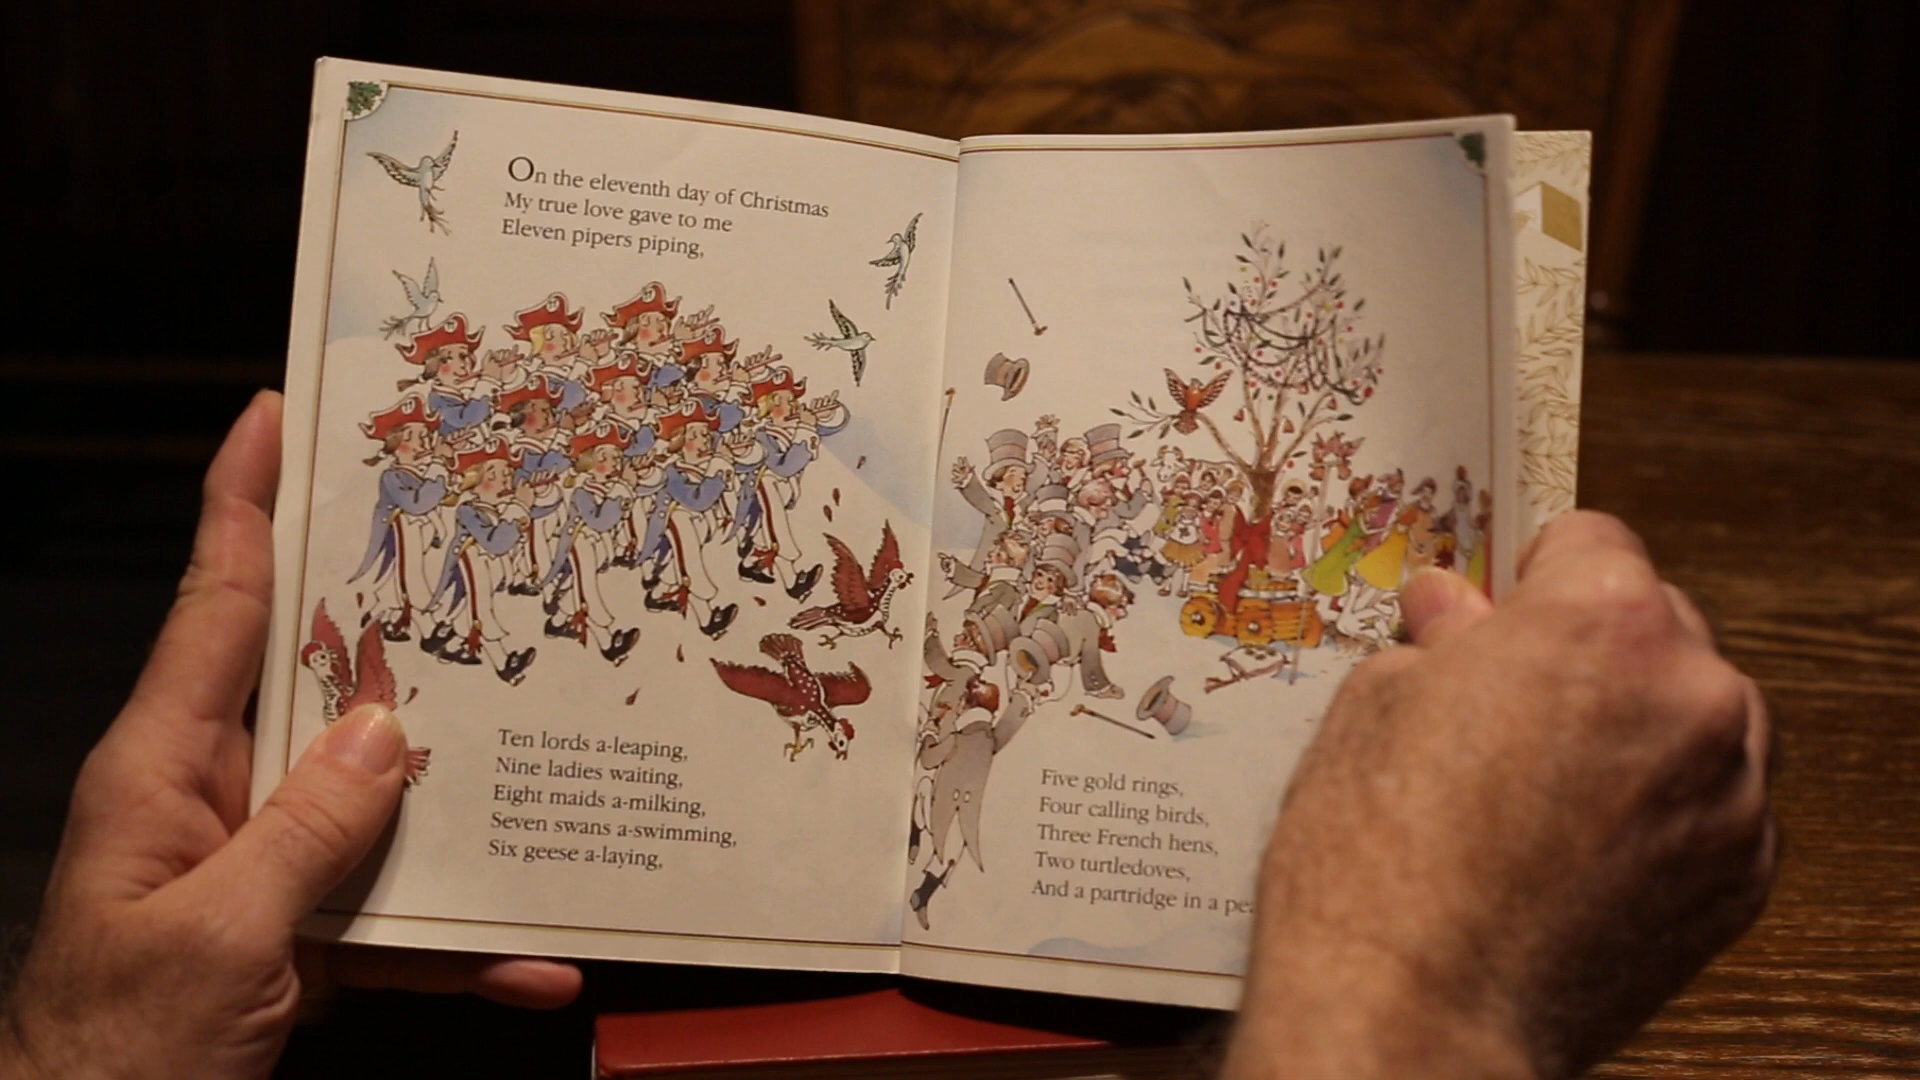 On the eleventh day of Christmas
My true love gave to me
Eleven pipers piping,
Ten lords a-leaping,
Nine ladies waiting,
Eight maids a-milking,
Seven swans a-swimming,
Six geese a-laying,
Five gold rings,
Four calling birds,
Three French hens,
Two turtledoves,
And a partridge in a